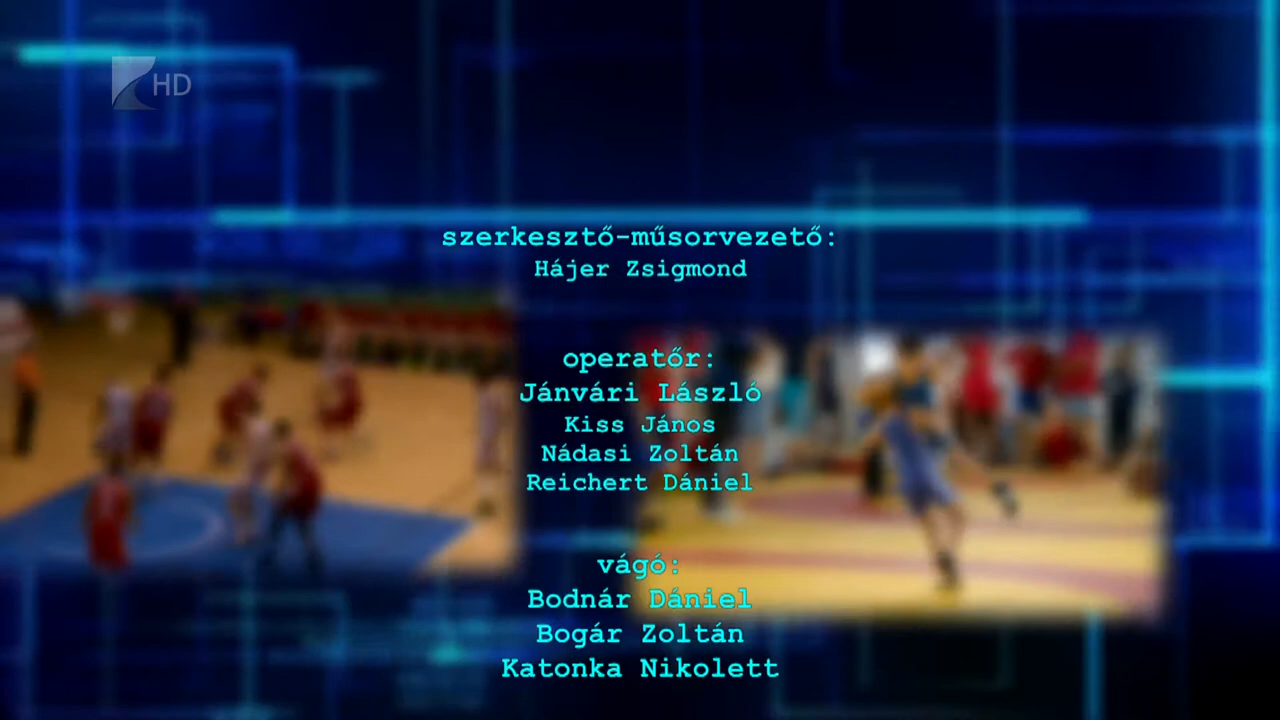 HD
szerkesztő-műsorvezető:
Hájer Zsigmond
operatőr:
Jánvári László
Kiss János
Nádasi Zoltán
Reichert Dániel
vágó:
Bodnár Dániel
Bogár Zoltán
Katonka Nikolett